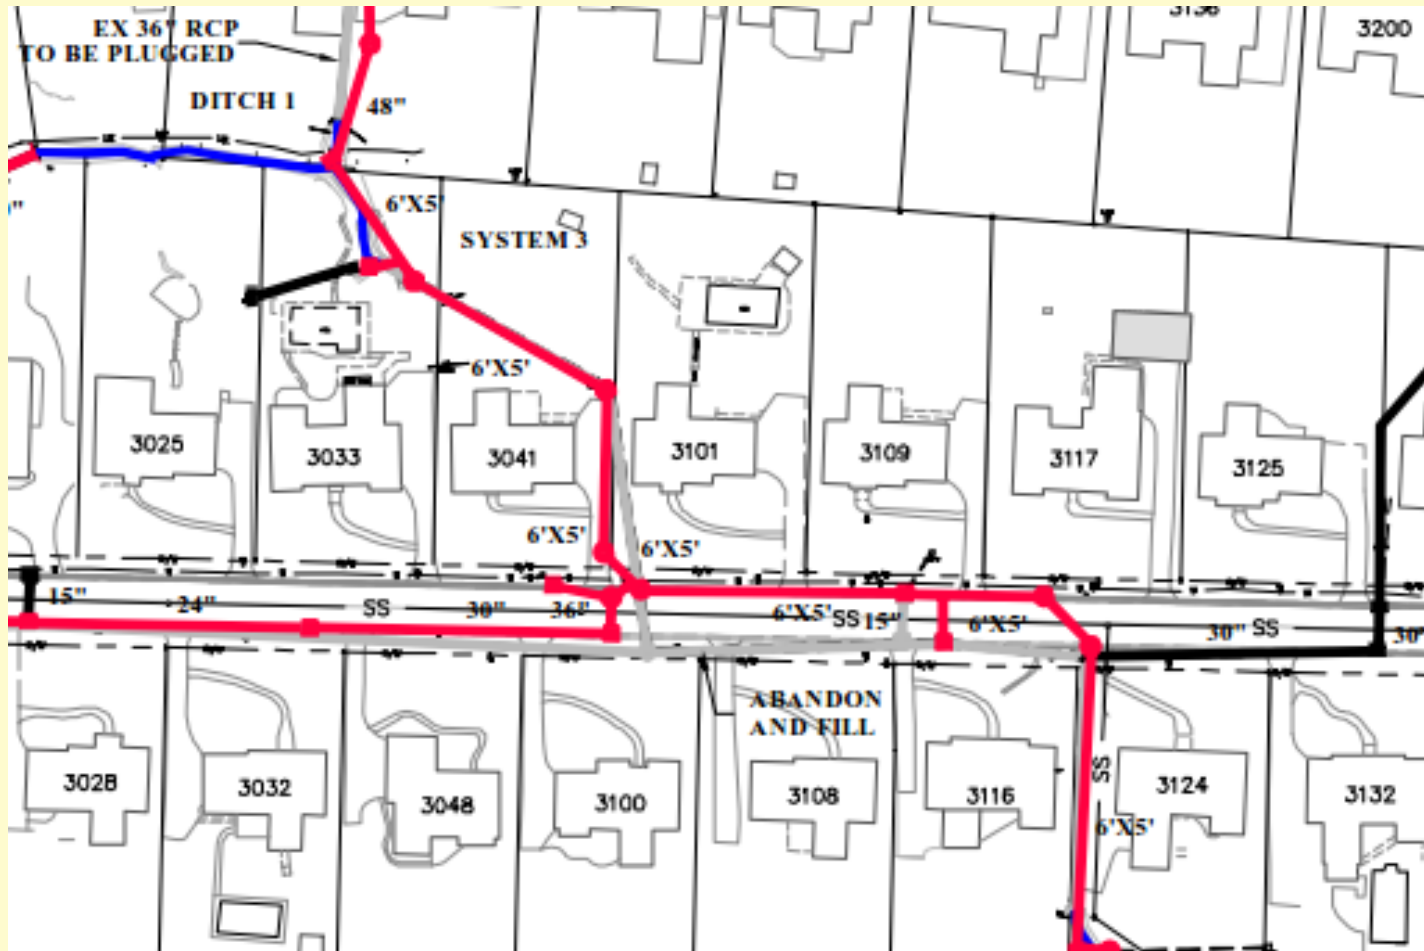 EX 36" RCP
TO BE PLUGGED
3200
DITCH 1
48"
6'X5'
SYSTEM 3
6'X5'
3025
3033
3041
3101
3109
3117
3125
6'X5'
6'X5'
15"
24"
SS
30"
36"
6'X5'
SS
15"
6'X5'
30"
SS
30"
ABANDON
AND FILL
3028
3032
3048
3100
3108
3116
3124
3132
SS
6'X5'